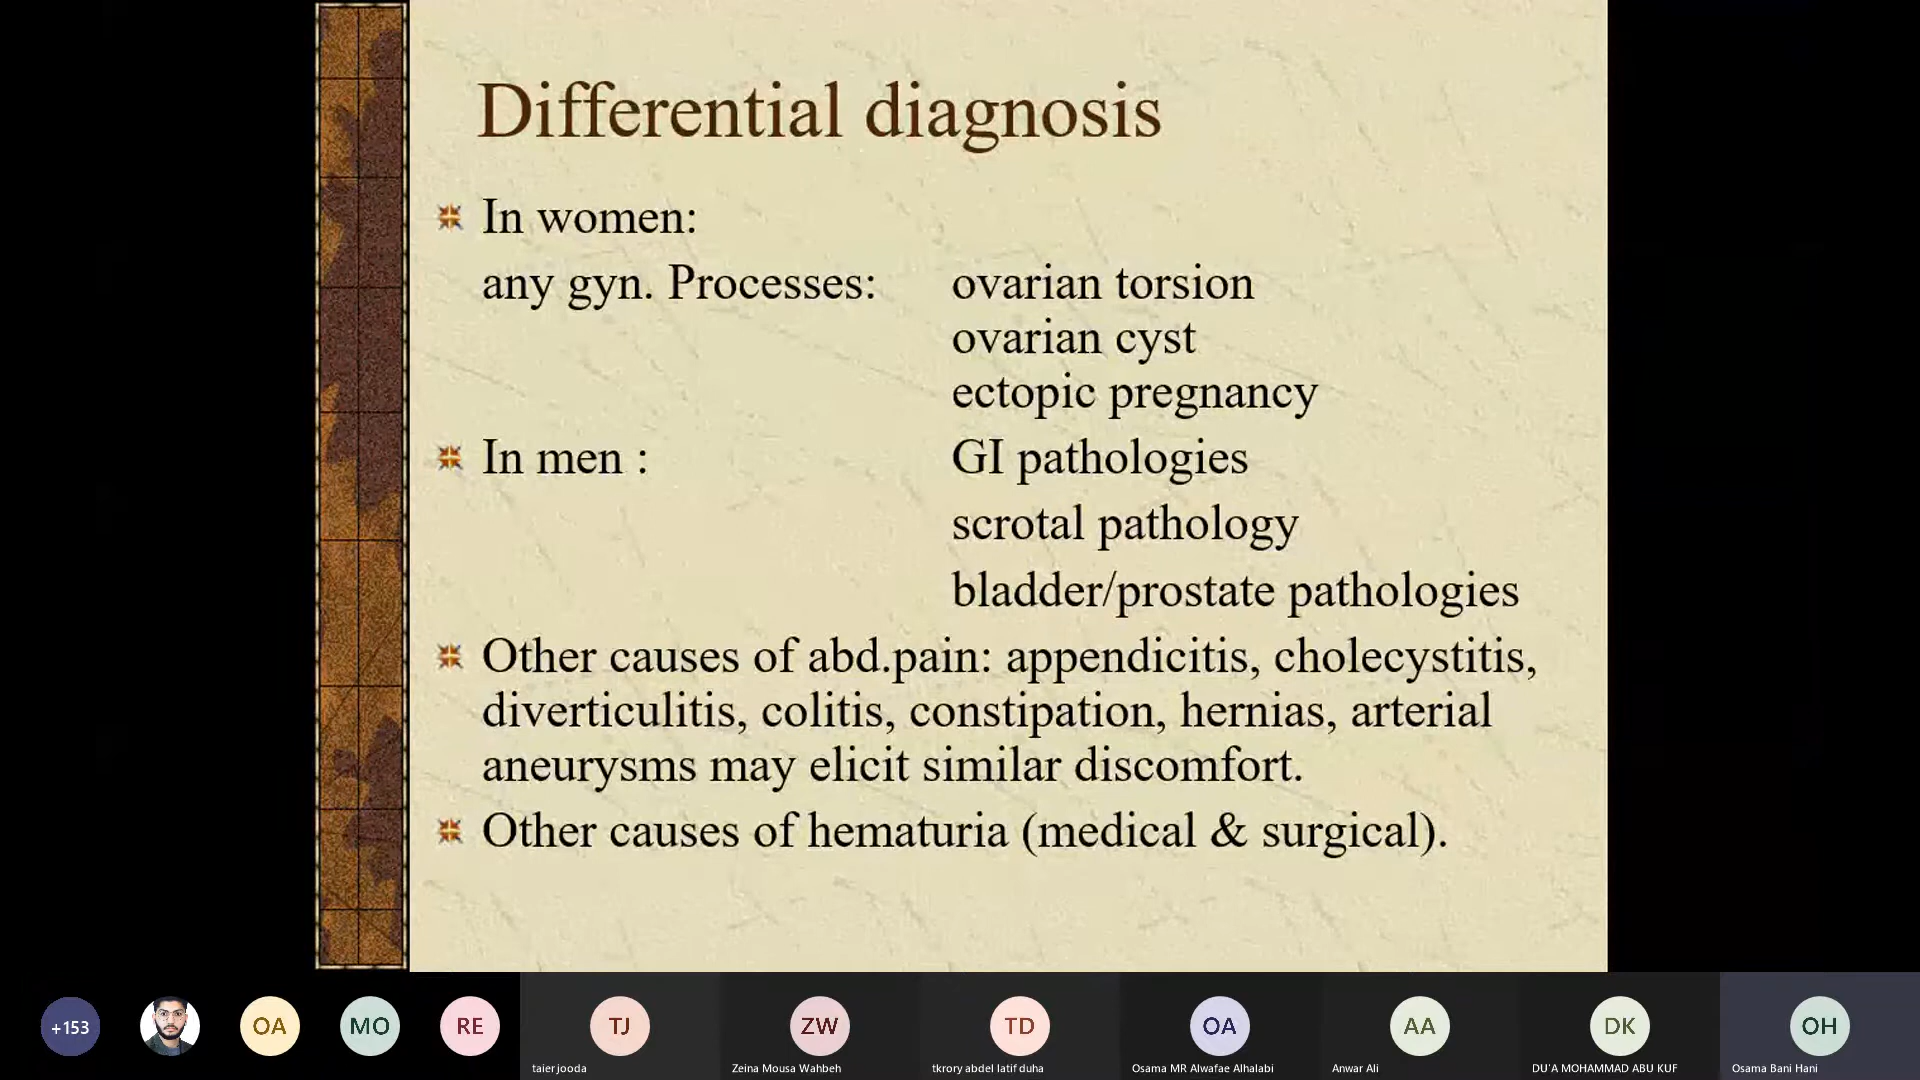 Differential diagnosis
In women:
any gyn. Processes: ovarian torsion
ovarian cyst
ectopic pregnancy
In men : GI pathologies
scrotal pathology
bladder/prostate pathologies
Other causes of abd.pain: appendicitis, cholecystitis,
diverticulitis, colitis, constipation, hernias, arterial
aneurysms may elicit similar discomfort.
Other causes of hematuria (medical & surgical).
+153 OA MO RE TJ ZW TD OA AA DK OH
taier jooda Zeina Mousa Wahbeh tkrory abdel latif duha Osama MR Alwafae Alhalabi Anwar Ali DU'A MOHAMMAD ABU KUF Osama Bani Hani